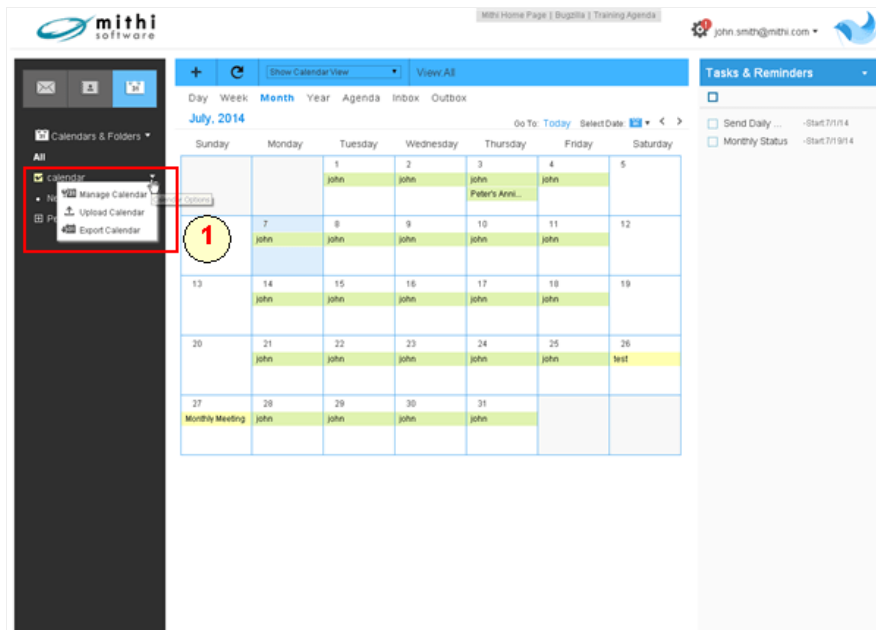 mithi
software
Mithi Home Page | Bugzilla | Training Agenda
john.smith@mithi.com
Show Calendar View
View:All
Tasks & Reminders
Day Week Month Year Agenda Inbox Outbox
July, 2014
Go To: Today Select Date:
Send Daily ... -Start:7/1/14
Monthly Status -Start:7/19/14
Calendars & Folders
All
calendar
Manage Calendar
Upload Calendar
Export Calendar
1
Sunday Monday Tuesday Wednesday Thursday Friday Saturday
1 2 3 4 5
john john john john
Peter's Anni...
7 8 9 10 11 12
john john john john john
13 14 15 16 17 18 19
john john john john john
20 21 22 23 24 25 26
john john john john john test
27 28 29 30 31
Monthly Meeting john john john john